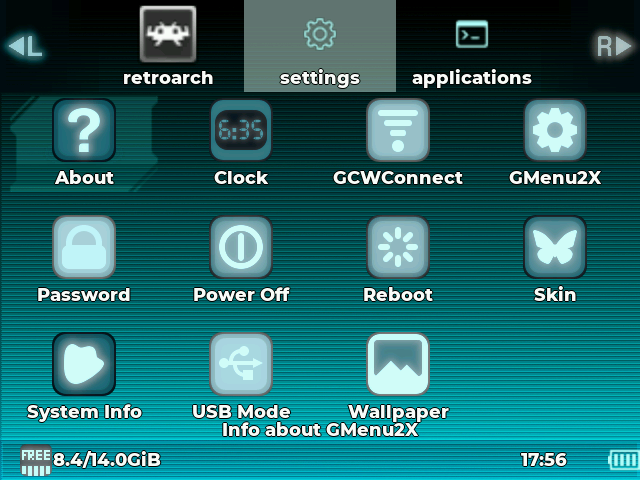 L
R
retroarch settings applications
6:35
About Clock GCWConnect GMenu2X
Password Power Off Reboot Skin
System Info USB Mode Wallpaper
Info about GMenu2X
FREE 8.4/14.0GiB 17:56